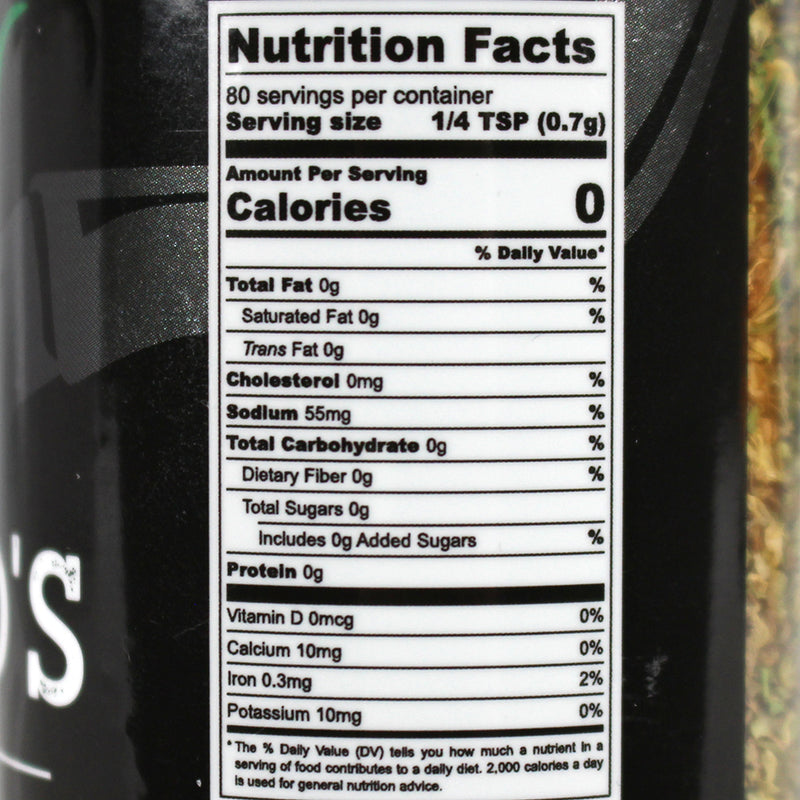 Nutrition Facts
80 servings per container
Serving size 1/4 TSP (0.7g)
Amount Per Serving
Calories 0
% Daily Value*
Total Fat 0g %
Saturated Fat 0g %
Trans Fat 0g
Cholesterol 0mg %
Sodium 55mg %
Total Carbohydrate 0g %
Dietary Fiber 0g %
Total Sugars 0g
Includes 0g Added Sugars %
Protein 0g
Vitamin D 0mcg 0%
Calcium 10mg 0%
Iron 0.3mg 2%
Potassium 10mg 0%
* The % Daily Value (DV) tells you how much a nutrient in a
serving of food contributes to a daily diet. 2,000 calories a day
is used for general nutrition advice.
'S